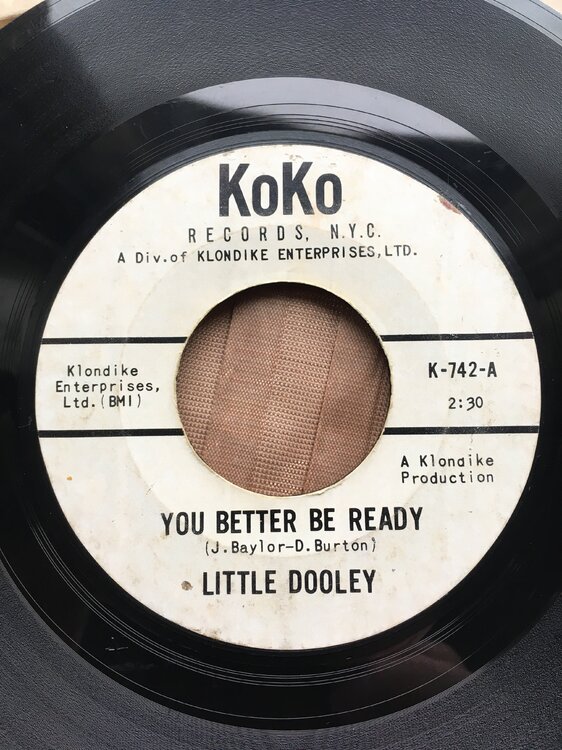 KoKo
RECORDS, N.Y.C.
A Div.of KLONDIKE ENTERPRISES,LTD.
Klondike
Enterprises,
Ltd.(BMI)
K-742-A
2:30
A Klondike
Production
YOU BETTER BE READY
(J.Baylor-D.Burton)
LITTLE DOOLEY